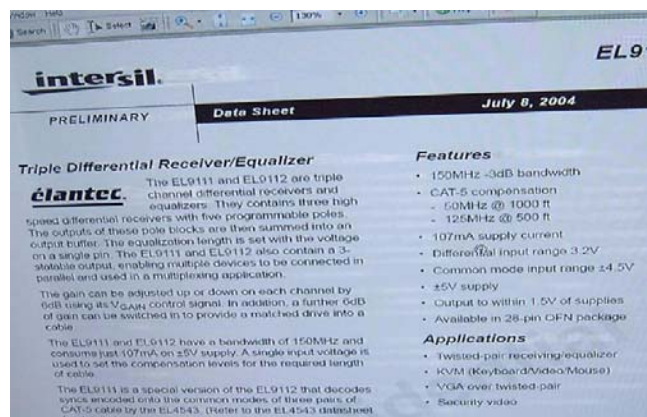 Window Help
Search Select 130%
EL91
intersil.
PRELIMINARY Data Sheet July 8, 2004
Triple Differential Receiver/Equalizer
élantec.
The EL9111 and EL9112 are triple
channel differential receivers and
equalizers. They contains three high
speed differential receivers with five programmable poles.
The outputs of these pole blocks are then summed into an
output buffer. The equalization length is set with the voltage
on a single pin. The EL9111 and EL9112 also contain a 3-
statable output, enabling multiple devices to be connected in
parallel and used in a multiplexing application.
The gain can be adjusted up or down on each channel by
6dB using its VGAIN control signal. In addition, a further 6dB
of gain can be switched in to provide a matched drive into a
cable.
The EL9111 and EL9112 have a bandwidth of 150MHz and
consume just 107mA on ±5V supply. A single input voltage is
used to set the compensation levels for the required length
of cable.
The EL9111 is a special version of the EL9112 that decodes
syncs encoded onto the common modes of three pairs of
CAT-5 cable by the EL4543. (Refer to the EL4543 datasheet
Features
• 150MHz -3dB bandwidth
• CAT-5 compensation
- 50MHz @ 1000 ft
- 125MHz @ 500 ft
• 107mA supply current
• Differential input range 3.2V
• Common mode input range ±4.5V
• ±5V supply
• Output to within 1.5V of supplies
• Available in 28-pin QFN package
Applications
• Twisted-pair receiving/equalizer
• KVM (Keyboard/Video/Mouse)
• VGA over twisted-pair
• Security video